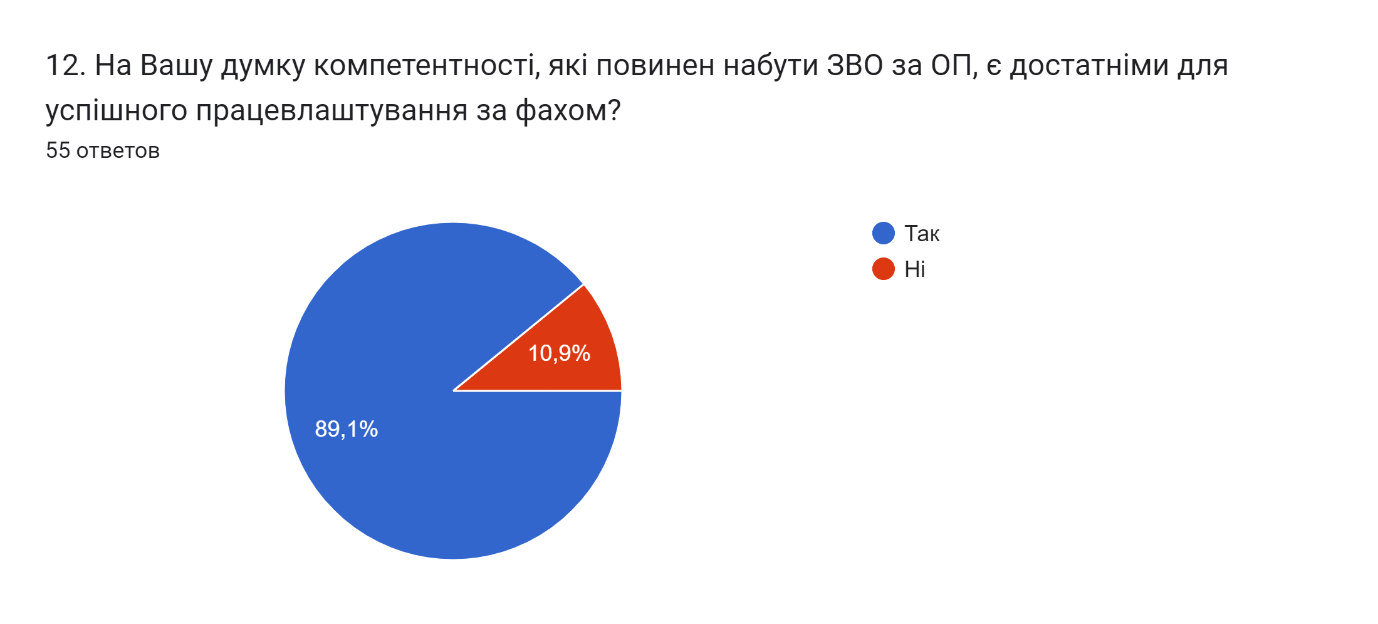 12. На Вашу думку компетентності, які повинен набути ЗВО за ОП, є достатніми для
успішного працевлаштування за фахом?
55 ответов
Так
Ні
10,9%
89,1%